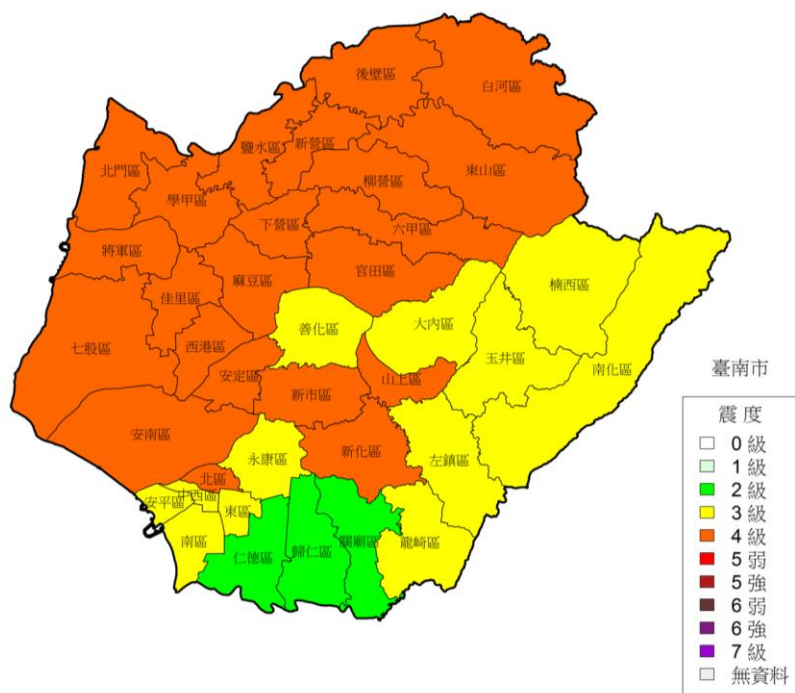 後壁區
白河區
鹽水區
新營區
東山區
北門區
學甲區
柳營區
下營區
六甲區
將軍區
官田區
麻豆區
佳里區
楠西區
善化區
大內區
七股區
西港區
玉井區
南化區
安定區
山上區
新市區
安南區
永康區
新化區
左鎮區
北區
中西區
安平區
東區
南區
仁德區
歸仁區
關廟區
龍崎區
臺南市
震度
0 級
1 級
2 級
3 級
4 級
5 弱
5 強
6 弱
6 強
7 級
無資料